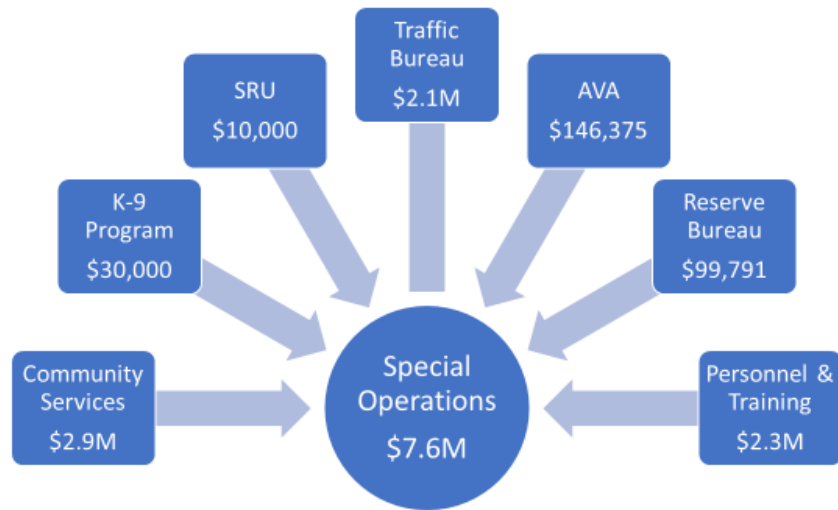 Traffic
Bureau
$2.1M
SRU
$10,000
AVA
$146,375
K-9
Program
$30,000
Reserve
Bureau
$99,791
Community
Services
$2.9M
Special
Operations
$7.6M
Personnel &
Training
$2.3M